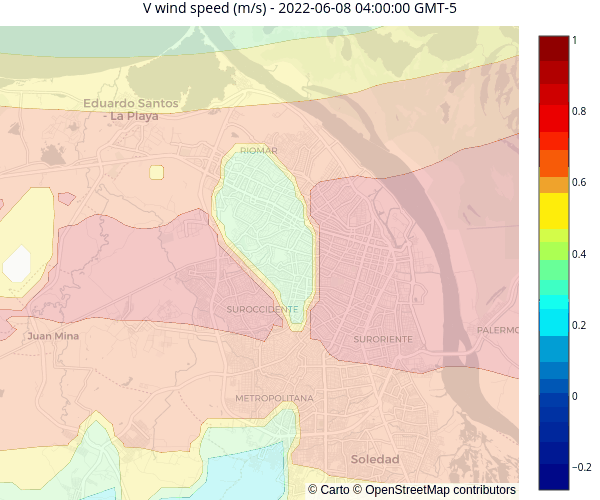 V wind speed (m/s) - 2022-06-08 04:00:00 GMT-5
1
0.8
0.6
0.4
0.2
0
−0.2
Eduardo Santos
- La Playa
RIOMAR
SUROCCIDENTE
SURORIENTE
PALERMO
Juan Mina
METROPOLITANA
Soledad
© Carto © OpenStreetMap contributors